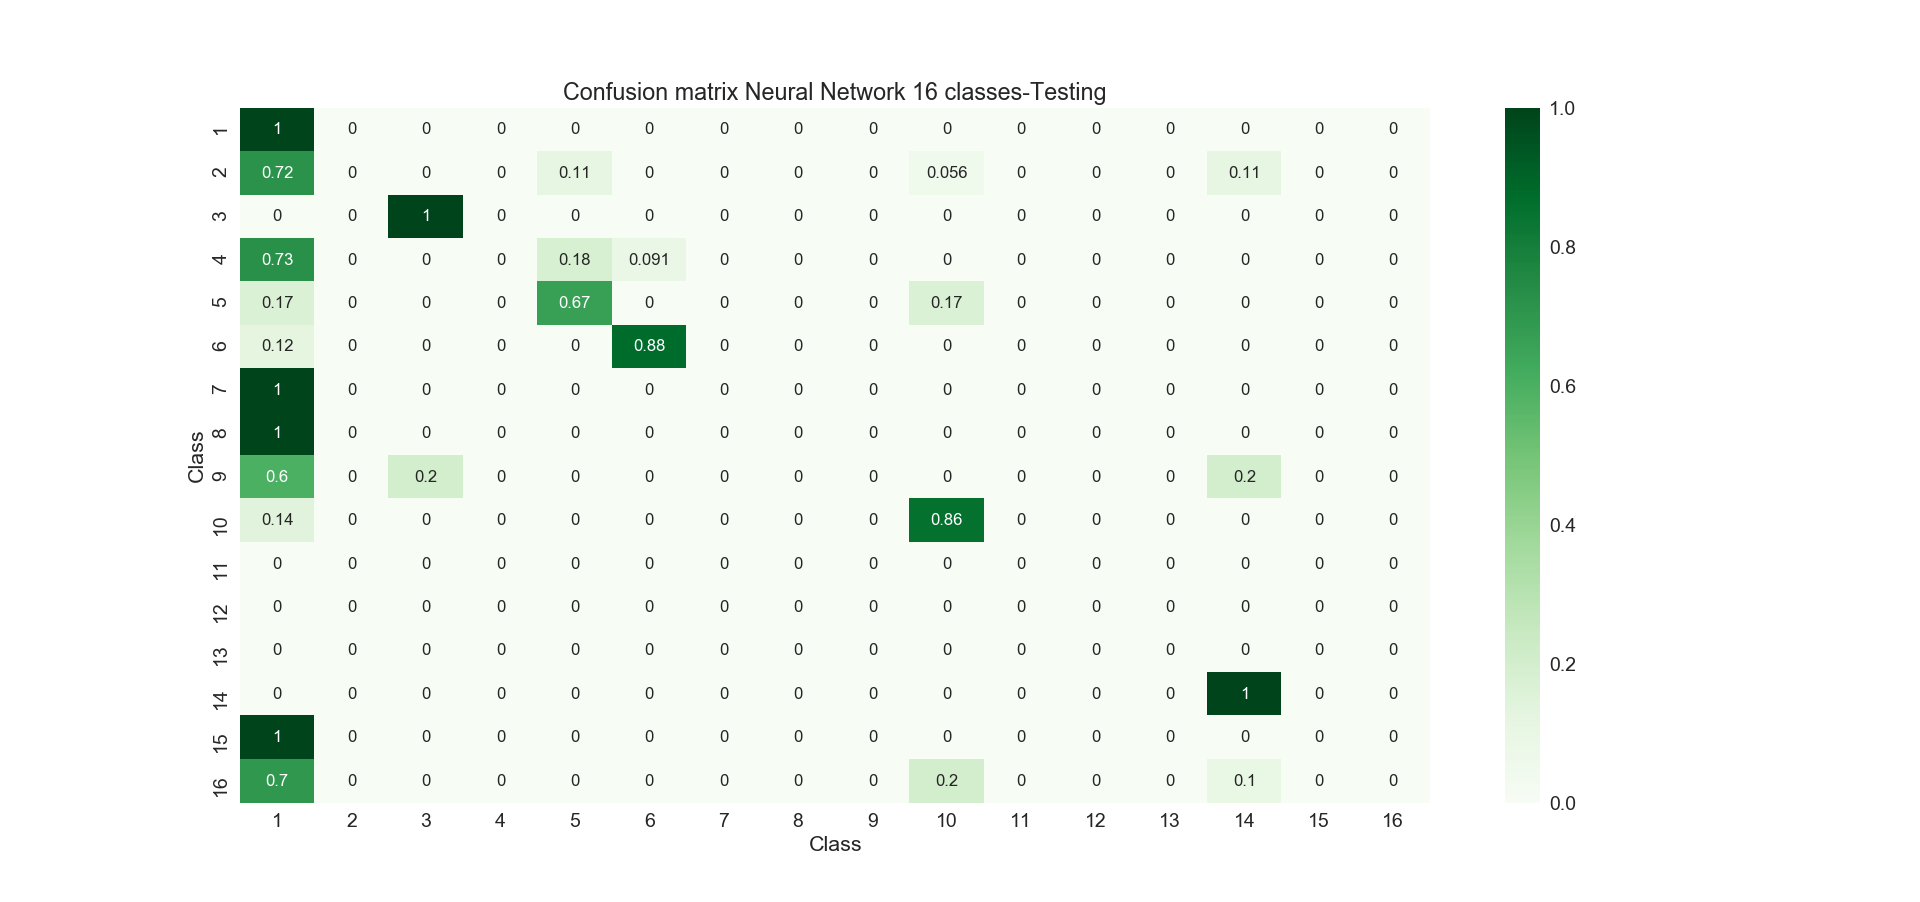 Confusion matrix Neural Network 16 classes-Testing
1 1 0 0 0 0 0 0 0 0 0 0 0 0 0 0 0 1.0
2 0.72 0 0 0 0.11 0 0 0 0 0.056 0 0 0 0.11 0 0
3 0 0 1 0 0 0 0 0 0 0 0 0 0 0 0 0
4 0.73 0 0 0 0.18 0.091 0 0 0 0 0 0 0 0 0 0 0.8
5 0.17 0 0 0 0.67 0 0 0 0 0.17 0 0 0 0 0 0
6 0.12 0 0 0 0 0.88 0 0 0 0 0 0 0 0 0 0
7 1 0 0 0 0 0 0 0 0 0 0 0 0 0 0 0 0.6
8 1 0 0 0 0 0 0 0 0 0 0 0 0 0 0 0
Class
9 0.6 0 0.2 0 0 0 0 0 0 0 0 0 0 0.2 0 0
10 0.14 0 0 0 0 0 0 0 0 0.86 0 0 0 0 0 0 0.4
11 0 0 0 0 0 0 0 0 0 0 0 0 0 0 0 0
12 0 0 0 0 0 0 0 0 0 0 0 0 0 0 0 0
13 0 0 0 0 0 0 0 0 0 0 0 0 0 0 0 0 0.2
14 0 0 0 0 0 0 0 0 0 0 0 0 0 1 0 0
15 1 0 0 0 0 0 0 0 0 0 0 0 0 0 0 0
16 0.7 0 0 0 0 0 0 0 0 0.2 0 0 0 0.1 0 0 0.0
1 2 3 4 5 6 7 8 9 10 11 12 13 14 15 16
Class